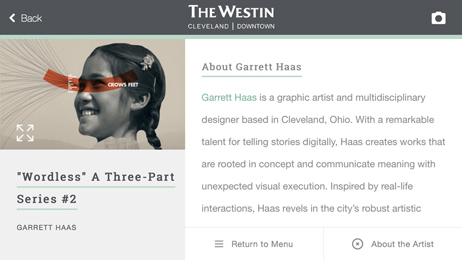 Back
THE WESTIN
CLEVELAND | DOWNTOWN
CROWS FEET
"Wordless" A Three-Part
Series #2
GARRETT HAAS
About Garrett Haas
Garrett Haas is a graphic artist and multidisciplinary
designer based in Cleveland, Ohio. With a remarkable
talent for telling stories digitally, Haas creates works that
are rooted in concept and communicate meaning with
unexpected visual execution. Inspired by real-life
interactions, Haas revels in the city's robust artistic
Return to Menu
About the Artist